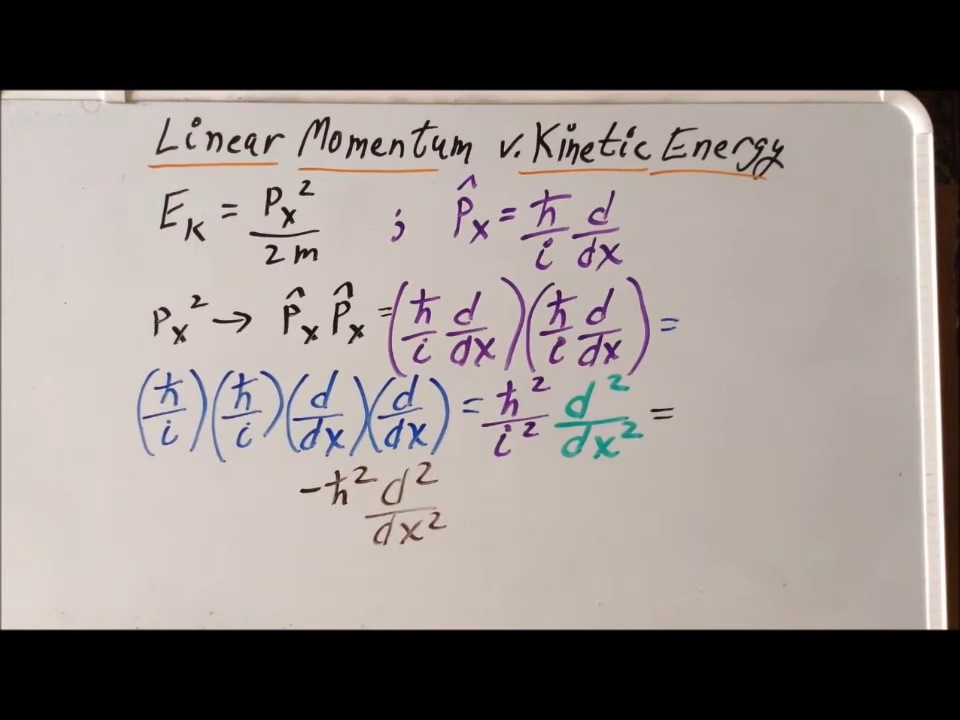 Linear Momentum v. Kinetic Energy
E_K = P_x^2 / 2m ; P̂_x = ħ/i d/dx
P_x^2 → P̂_x P̂_x = (ħ/i d/dx)(ħ/i d/dx) =
(ħ/i)(ħ/i)(d/dx)(d/dx) = ħ^2/i^2 d^2/dx^2 =
-ħ^2 d^2/dx^2